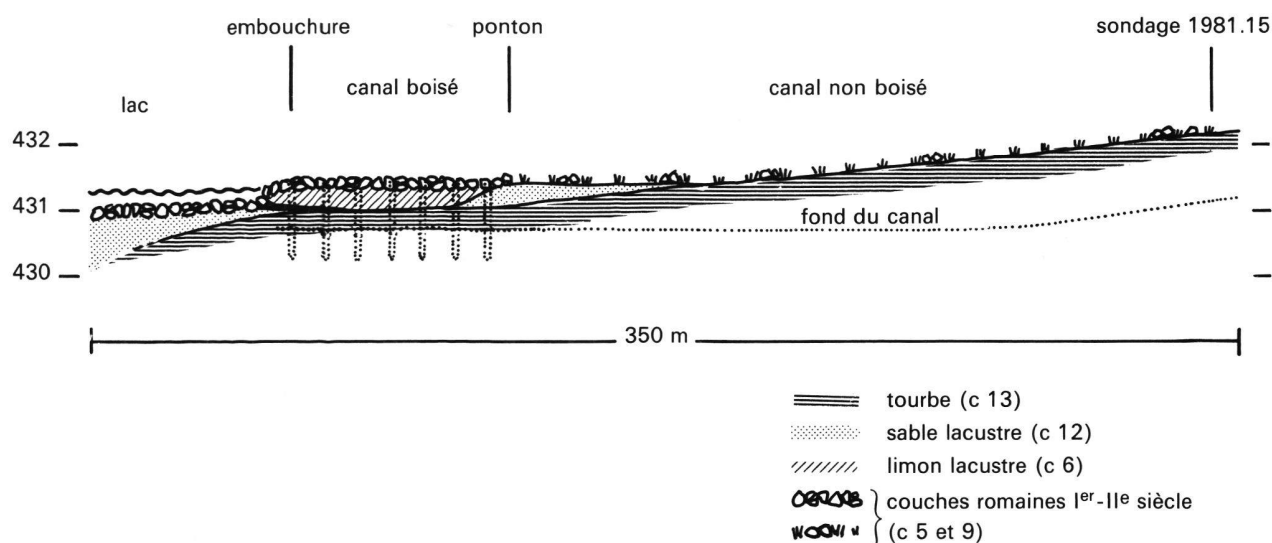 embouchure ponton sondage 1981.15
lac canal boisé canal non boisé
432
431
fond du canal
430
350 m
tourbe (c 13)
sable lacustre (c 12)
limon lacustre (c 6)
couches romaines Ier-IIe siècle
(c 5 et 9)